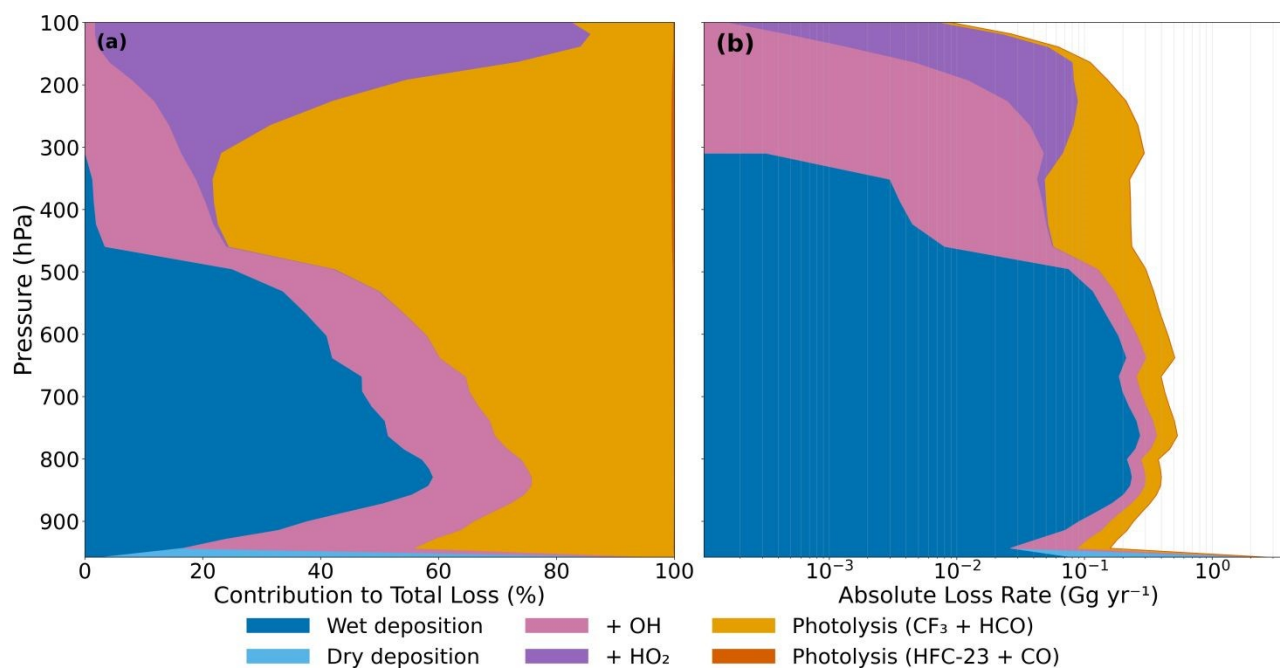 (a)
(b)
100
200
300
400
500
600
700
800
900
Pressure (hPa)
0 20 40 60 80 100
10⁻³ 10⁻² 10⁻¹ 10⁰
Contribution to Total Loss (%)
Absolute Loss Rate (Gg yr⁻¹)
Wet deposition
+ OH
Photolysis (CF₃ + HCO)
Dry deposition
+ HO₂
Photolysis (HFC-23 + CO)